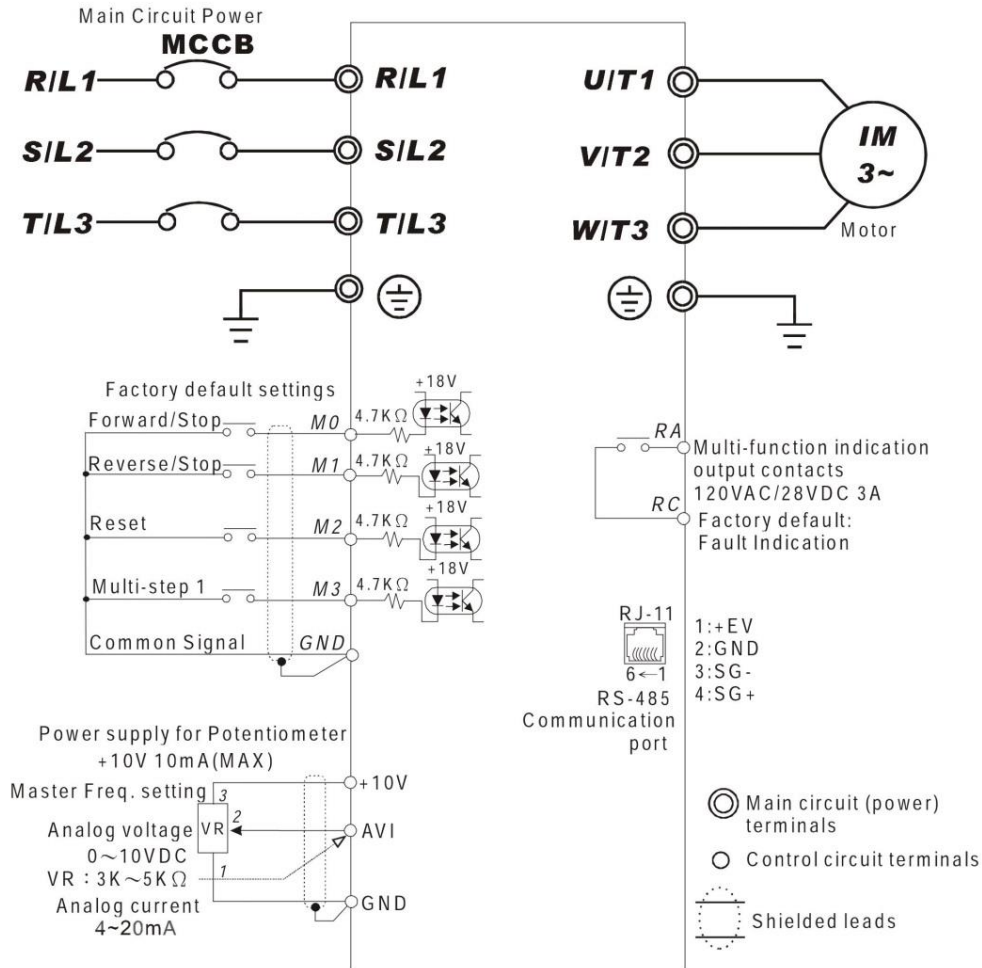 Main Circuit Power
MCCB
R/L1
R/L1
S/L2
S/L2
T/L3
T/L3
U/T1
V/T2
W/T3
IM
3~
Motor
Factory default settings
+18V
Forward/Stop
M0
4.7KΩ
+18V
Reverse/Stop
M1
4.7KΩ
+18V
Reset
M2
4.7KΩ
+18V
Multi-step 1
M3
4.7KΩ
Common Signal
GND
RA
Multi-function indication
output contacts
120VAC/28VDC 3A
RC
Factory default:
Fault Indication
RJ-11
6←1
1:+EV
2:GND
3:SG-
4:SG+
RS-485
Communication
port
Power supply for Potentiometer
+10V 10mA(MAX)
+10V
Master Freq. setting
3
VR
2
1
Analog voltage
0～10VDC
AVI
VR：3K～5KΩ
Analog current
4~20mA
GND
Main circuit (power)
terminals
Control circuit terminals
Shielded leads